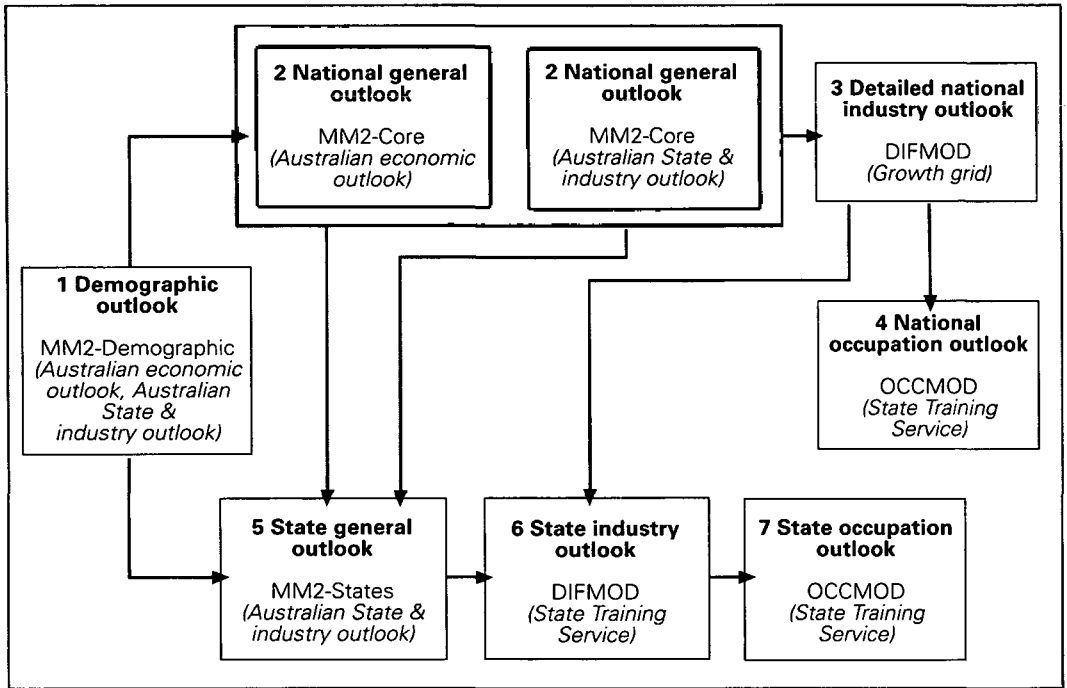 2 National general
outlook
MM2-Core
(Australian economic
outlook)
2 National general
outlook
MM2-Core
(Australian State &
industry outlook)
3 Detailed national
industry outlook
DIFMOD
(Growth grid)
1 Demographic
outlook
MM2-Demographic
(Australian economic
outlook, Australian
State &
industry outlook)
4 National
occupation outlook
OCCMOD
(State Training
Service)
5 State general
outlook
MM2-States
(Australian State &
industry outlook)
6 State industry
outlook
DIFMOD
(State Training
Service)
7 State occupation
outlook
OCCMOD
(State Training
Service)